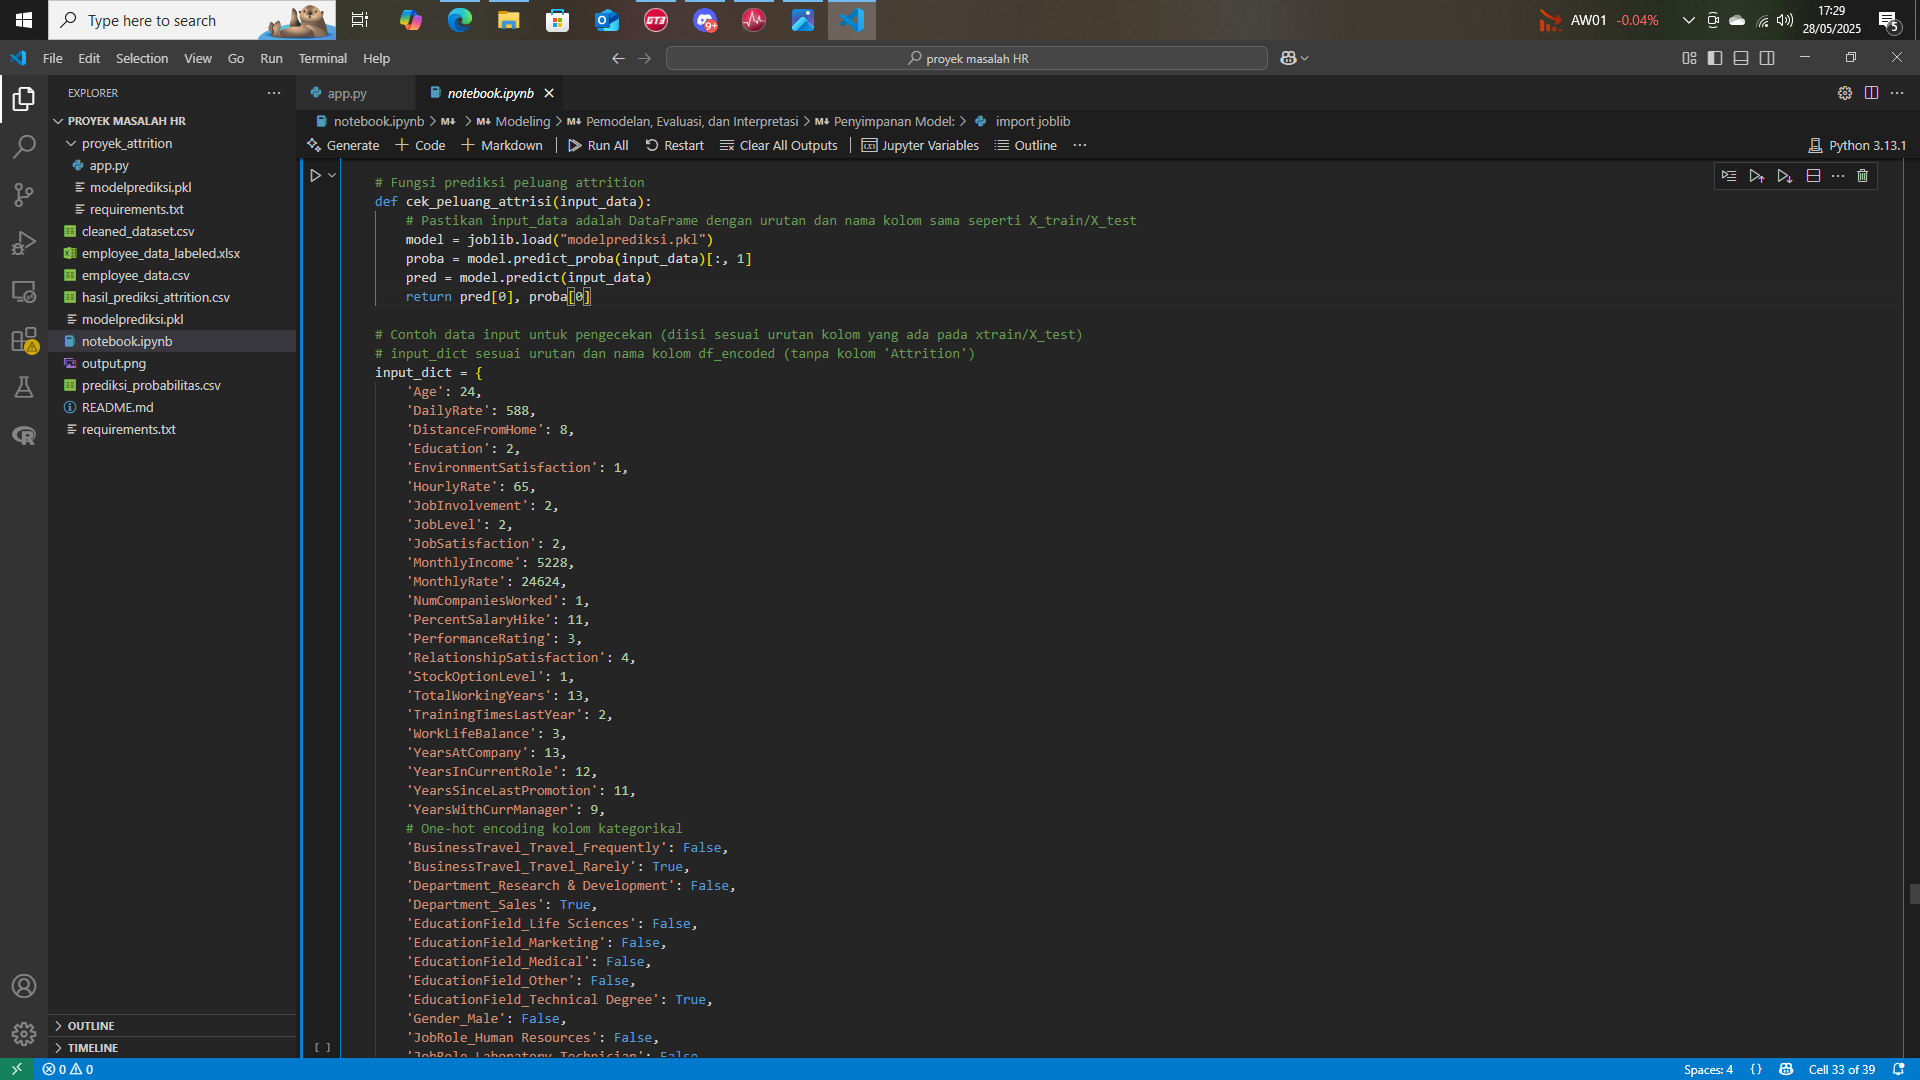 Type here to search
GT3
9+
AW01 -0.04%
17:29
28/05/2025
5
File Edit Selection View Go Run Terminal Help
proyek masalah HR
EXPLORER
PROYEK MASALAH HR
proyek_attrition
app.py
modelprediksi.pkl
requirements.txt
cleaned_dataset.csv
employee_data_labeled.xlsx
employee_data.csv
hasil_prediksi_attrition.csv
modelprediksi.pkl
notebook.ipynb
output.png
prediksi_probabilitas.csv
README.md
requirements.txt
OUTLINE
TIMELINE
app.py
notebook.ipynb
notebook.ipynb > M↓ > M↓ Modeling > M↓ Pemodelan, Evaluasi, dan Interpretasi > M↓ Penyimpanan Model: > import joblib
Generate + Code + Markdown Run All Restart Clear All Outputs Jupyter Variables Outline ···
Python 3.13.1
# Fungsi prediksi peluang attrition
def cek_peluang_attrisi(input_data):
    # Pastikan input_data adalah DataFrame dengan urutan dan nama kolom sama seperti X_train/X_test
    model = joblib.load("modelprediksi.pkl")
    proba = model.predict_proba(input_data)[:, 1]
    pred = model.predict(input_data)
    return pred[0], proba[0]
# Contoh data input untuk pengecekan (diisi sesuai urutan kolom yang ada pada xtrain/X_test)
# input_dict sesuai urutan dan nama kolom df_encoded (tanpa kolom 'Attrition')
input_dict = {
    'Age': 24,
    'DailyRate': 588,
    'DistanceFromHome': 8,
    'Education': 2,
    'EnvironmentSatisfaction': 1,
    'HourlyRate': 65,
    'JobInvolvement': 2,
    'JobLevel': 2,
    'JobSatisfaction': 2,
    'MonthlyIncome': 5228,
    'MonthlyRate': 24624,
    'NumCompaniesWorked': 1,
    'PercentSalaryHike': 11,
    'PerformanceRating': 3,
    'RelationshipSatisfaction': 4,
    'StockOptionLevel': 1,
    'TotalWorkingYears': 13,
    'TrainingTimesLastYear': 2,
    'WorkLifeBalance': 3,
    'YearsAtCompany': 13,
    'YearsInCurrentRole': 12,
    'YearsSinceLastPromotion': 11,
    'YearsWithCurrManager': 9,
    # One-hot encoding kolom kategorikal
    'BusinessTravel_Travel_Frequently': False,
    'BusinessTravel_Travel_Rarely': True,
    'Department_Research & Development': False,
    'Department_Sales': True,
    'EducationField_Life Sciences': False,
    'EducationField_Marketing': False,
    'EducationField_Medical': False,
    'EducationField_Other': False,
    'EducationField_Technical Degree': True,
    'Gender_Male': False,
    'JobRole_Human Resources': False,
    'JobRole_Laboratory Technician': False,
[ ]
0 0
Spaces: 4 {} Cell 33 of 39